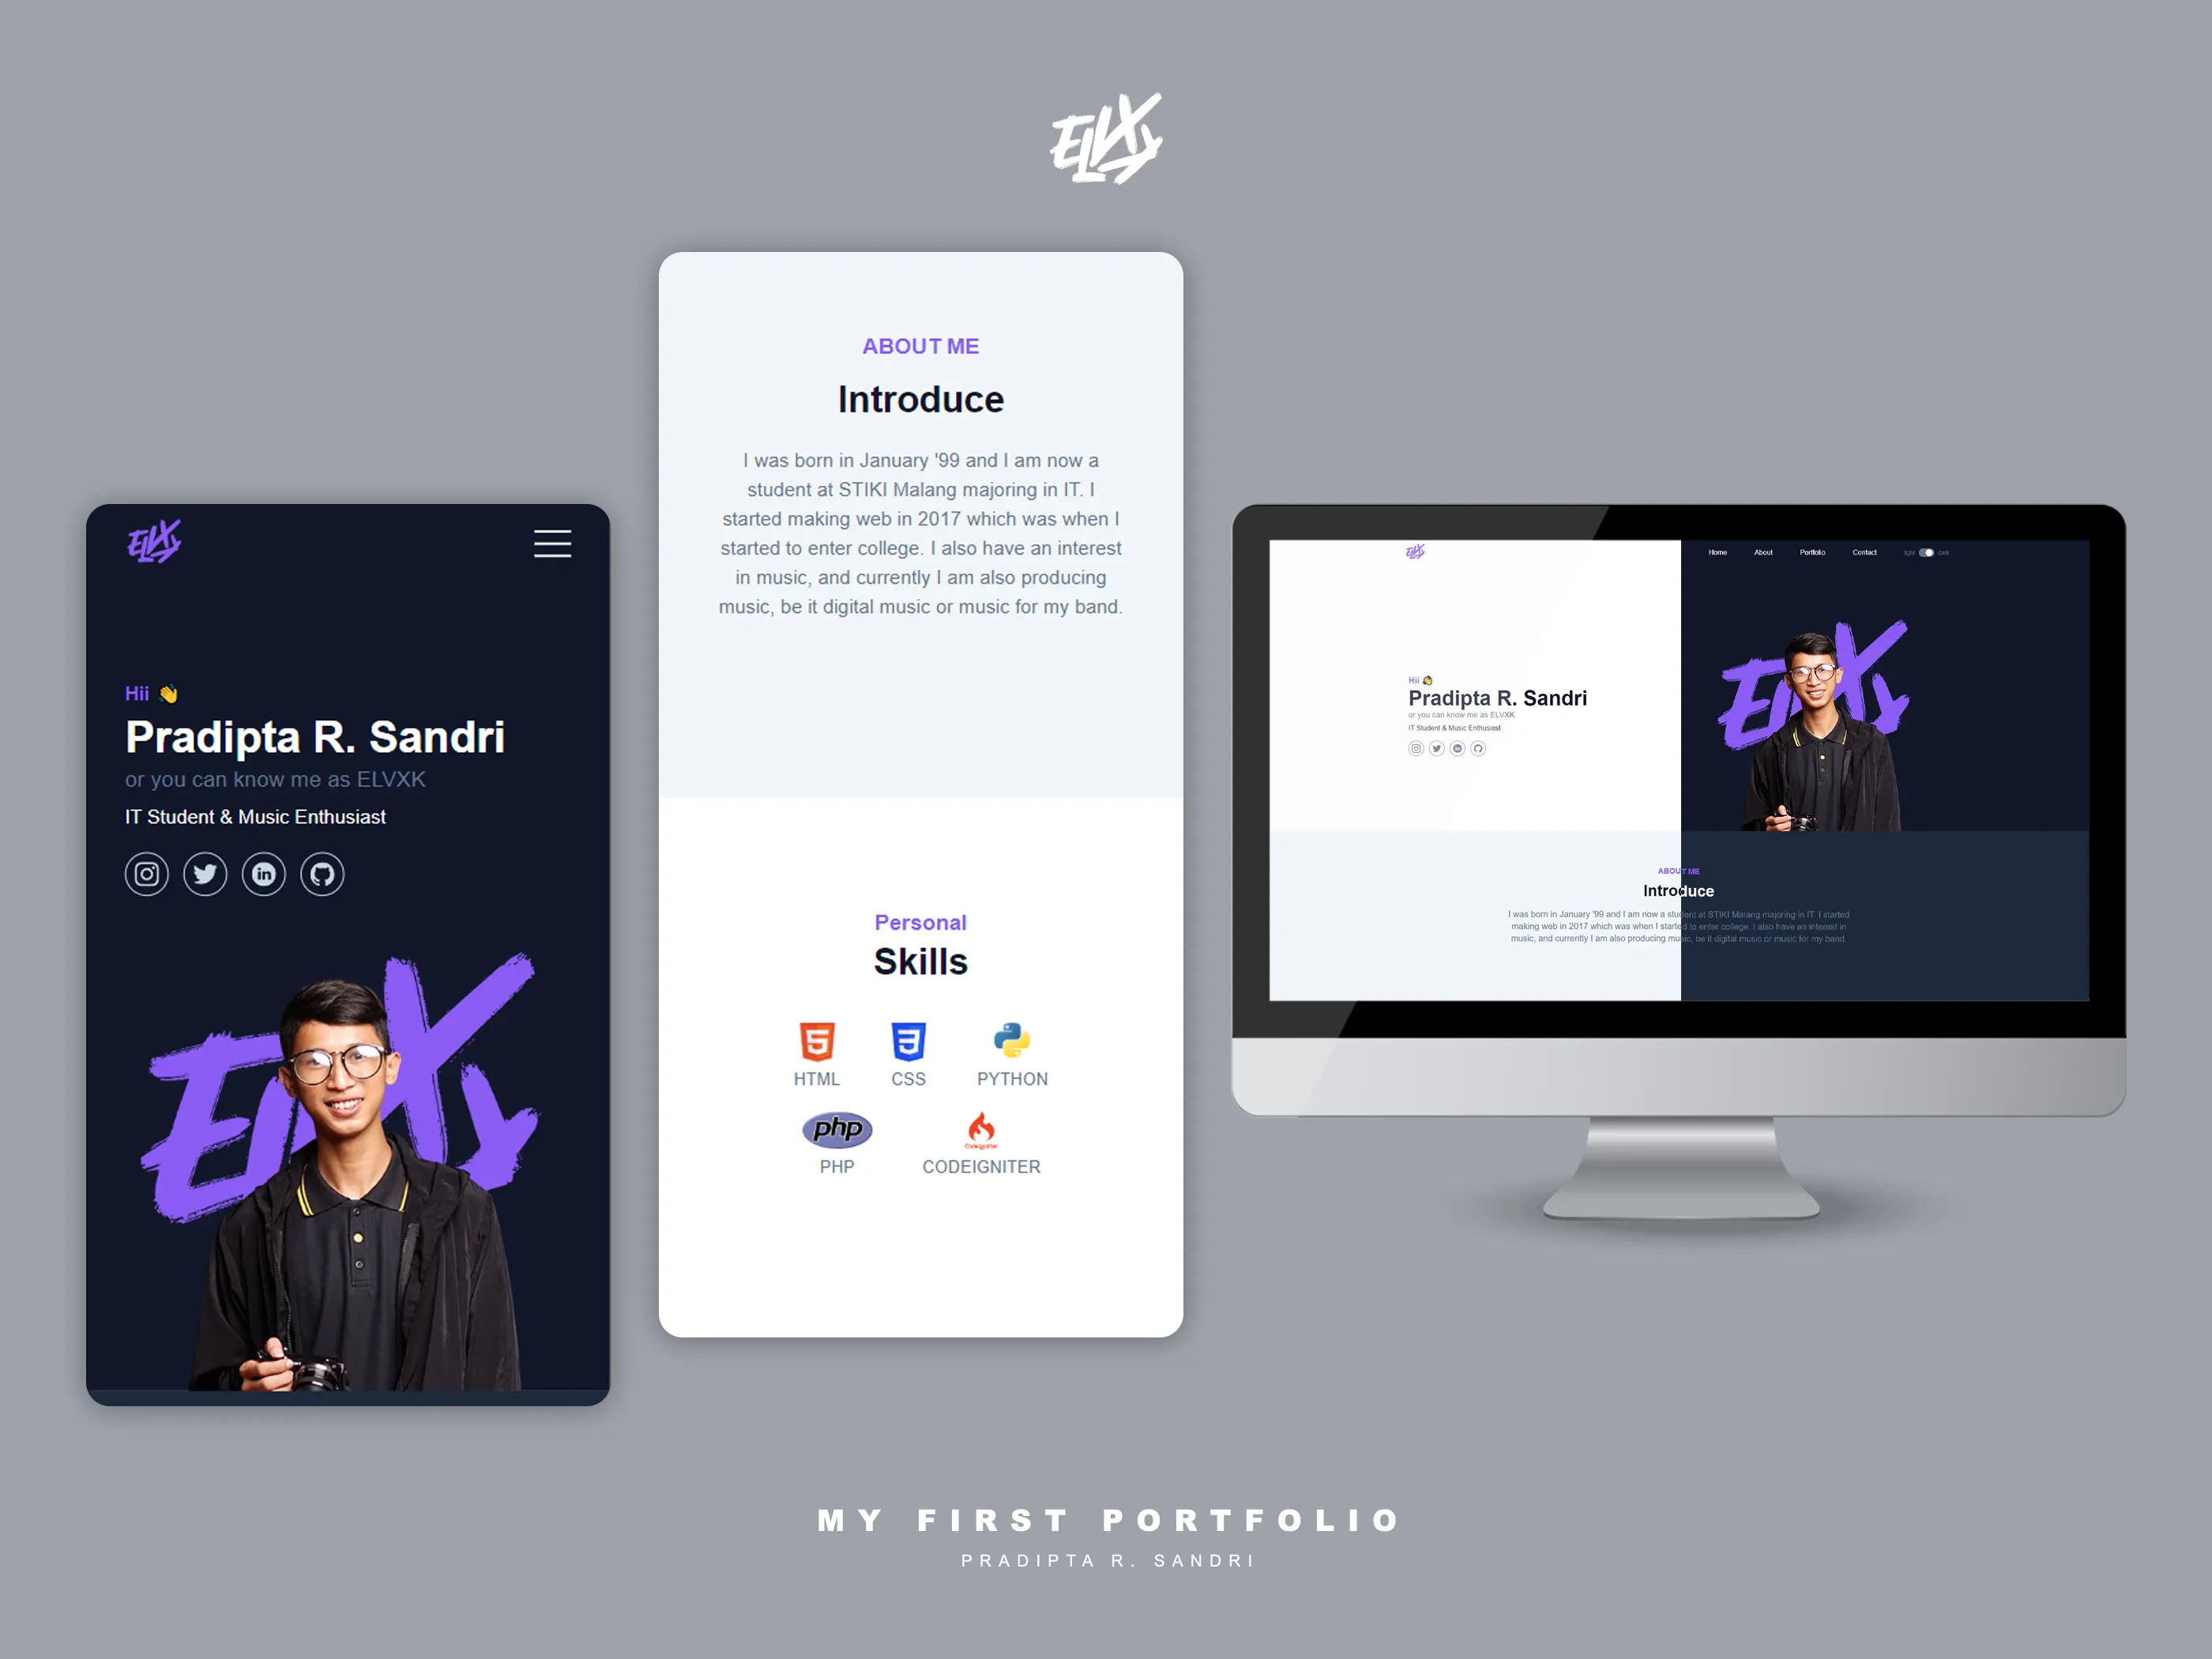 ELVX
ELVX
Hii 👋
Pradipta R. Sandri
or you can know me as ELVXK
IT Student & Music Enthusiast
in
ELVX
ABOUT ME
Introduce
I was born in January '99 and I am now a
student at STIKI Malang majoring in IT. I
started making web in 2017 which was when I
started to enter college. I also have an interest
in music, and currently I am also producing
music, be it digital music or music for my band.
Personal
Skills
HTML
CSS
PYTHON
php
PHP
CodeIgniter
CODEIGNITER
ELVX
Home
About
Portfolio
Contact
light
dark
Hii 👋
Pradipta R. Sandri
or you can know me as ELVXK
IT Student & Music Enthusiast
in
ELVX
ABOUT ME
Introduce
I was born in January '99 and I am now a student at STIKI Malang majoring in IT. I started
making web in 2017 which was when I started to enter college. I also have an interest in
music, and currently I am also producing music, be it digital music or music for my band.
MY FIRST PORTFOLIO
PRADIPTA R. SANDRI